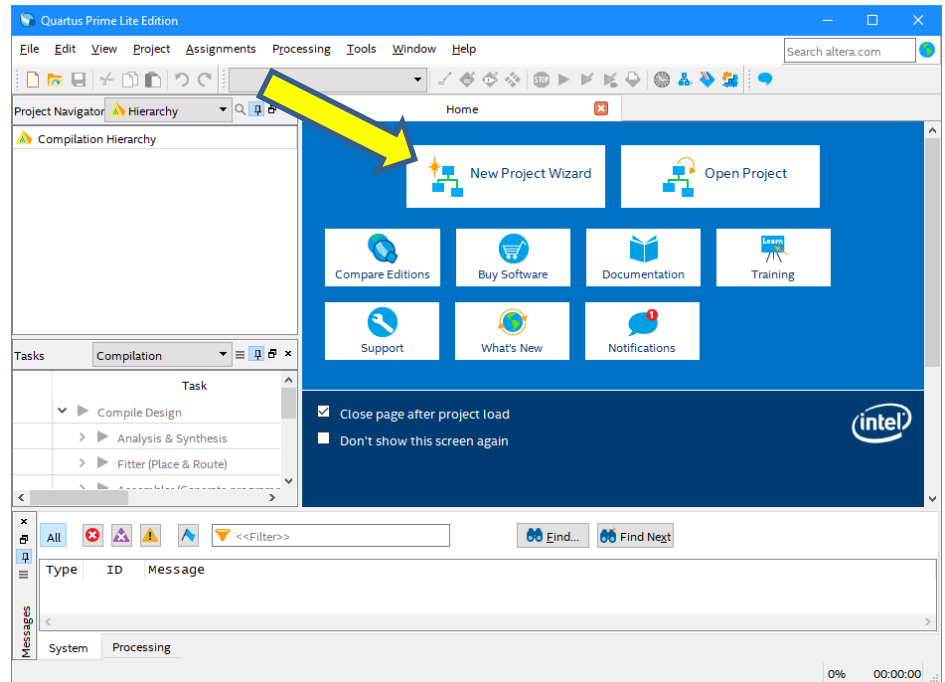 Quartus Prime Lite Edition
File Edit View Project Assignments Processing Tools Window Help
Search altera.com
Project Navigator Hierarchy
Home
Compilation Hierarchy
New Project Wizard
Open Project
Compare Editions
Buy Software
Documentation
Learn
Training
Support
What's New
1
Notifications
Tasks Compilation
Task
Compile Design
Analysis & Synthesis
Fitter (Place & Route)
Close page after project load
Don't show this screen again
intel
All
<<Filter>>
Find...
Find Next
Type ID Message
Messages
System Processing
0% 00:00:00